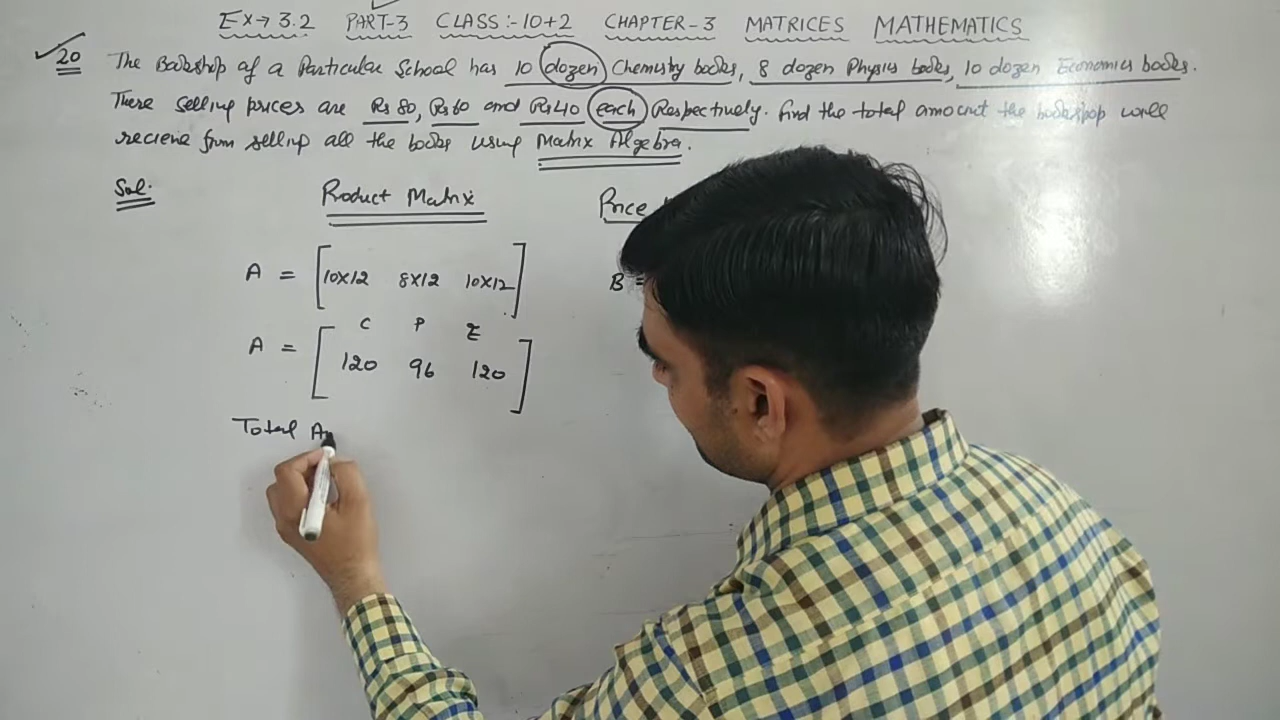 Ex→ 3.2 PART-3 CLASS:-10+2 CHAPTER-3 MATRICES MATHEMATICS
20 The Bookshop of a Particular School has 10 dozen Chemistry books, 8 dozen Physics books, 10 dozen Economics books.
There selling prices are Rs 80, Rs 60 and Rs 40 each Respectively. find the total amount the bookshop will
recieve from selling all the books using Matrix Algebra.
Sol. Product Matrix Price
A = [10×12 8×12 10×12] B =
C P E
A = [120 96 120]
Total